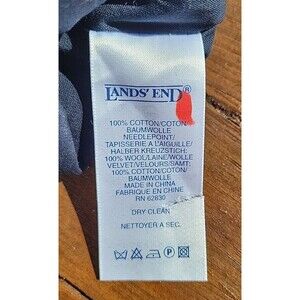 LANDS' END®
100% COTTON/COTON/
BAUMWOLLE
NEEDLEPOINT/
TAPISSERIE A L'AIGUILLE/
HALBER KREUZSTICH:
100% WOOL/LAINE/WOLLE
VELVET/VELOURS/SAMT:
100% COTTON/COTON/
BAUMWOLLE
MADE IN CHINA
FABRIQUE EN CHINE
RN 62830
DRY CLEAN
NETTOYER A SEC